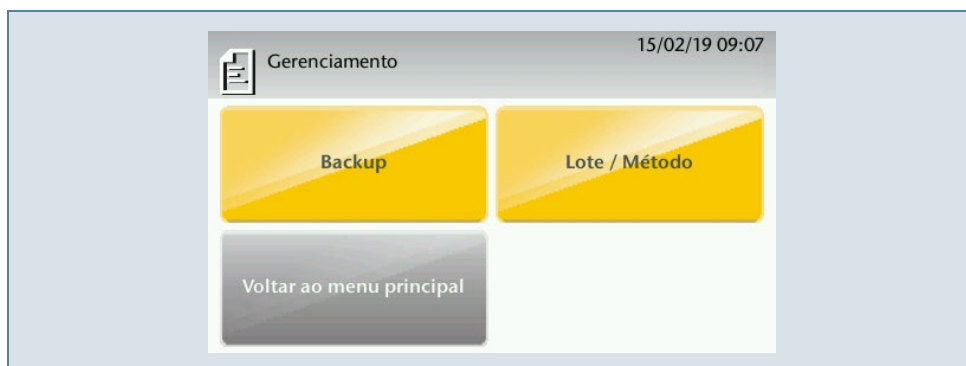 15/02/19 09:07
Gerenciamento
Backup
Lote / Método
Voltar ao menu principal